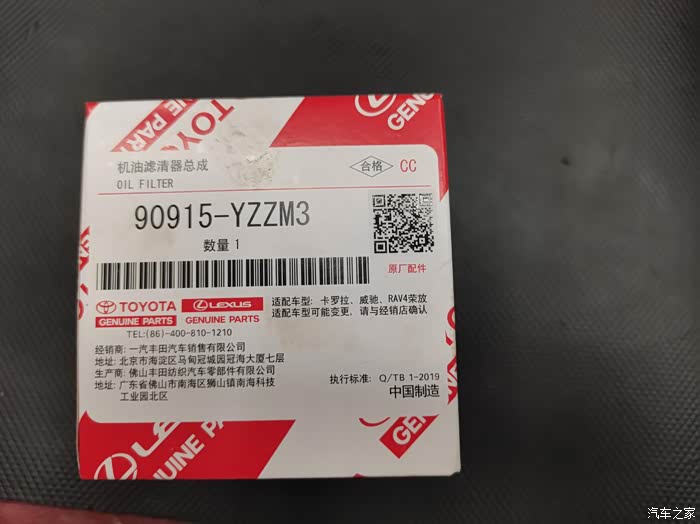 TOYOTA
GENUINE PARTS
GENUINE
机油滤清器总成
OIL FILTER
合格 CC
90915-YZZM3
数量 1
原厂配件
TOYOTA LEXUS
GENUINE PARTS GENUINE PARTS
适配车型: 卡罗拉、威驰、RAV4荣放
适配车型可能变更, 请与经销店确认
TEL:(86)-400-810-1210
经销商: 一汽丰田汽车销售有限公司
地址: 北京市海淀区马甸冠城园冠海大厦七层
生产商: 佛山丰田纺织汽车零部件有限公司
地址: 广东省佛山市南海区狮山镇南海科技
工业园北区
执行标准: Q/TB 1-2019
中国制造
LEXUS
GENUINE PARTS
汽车之家